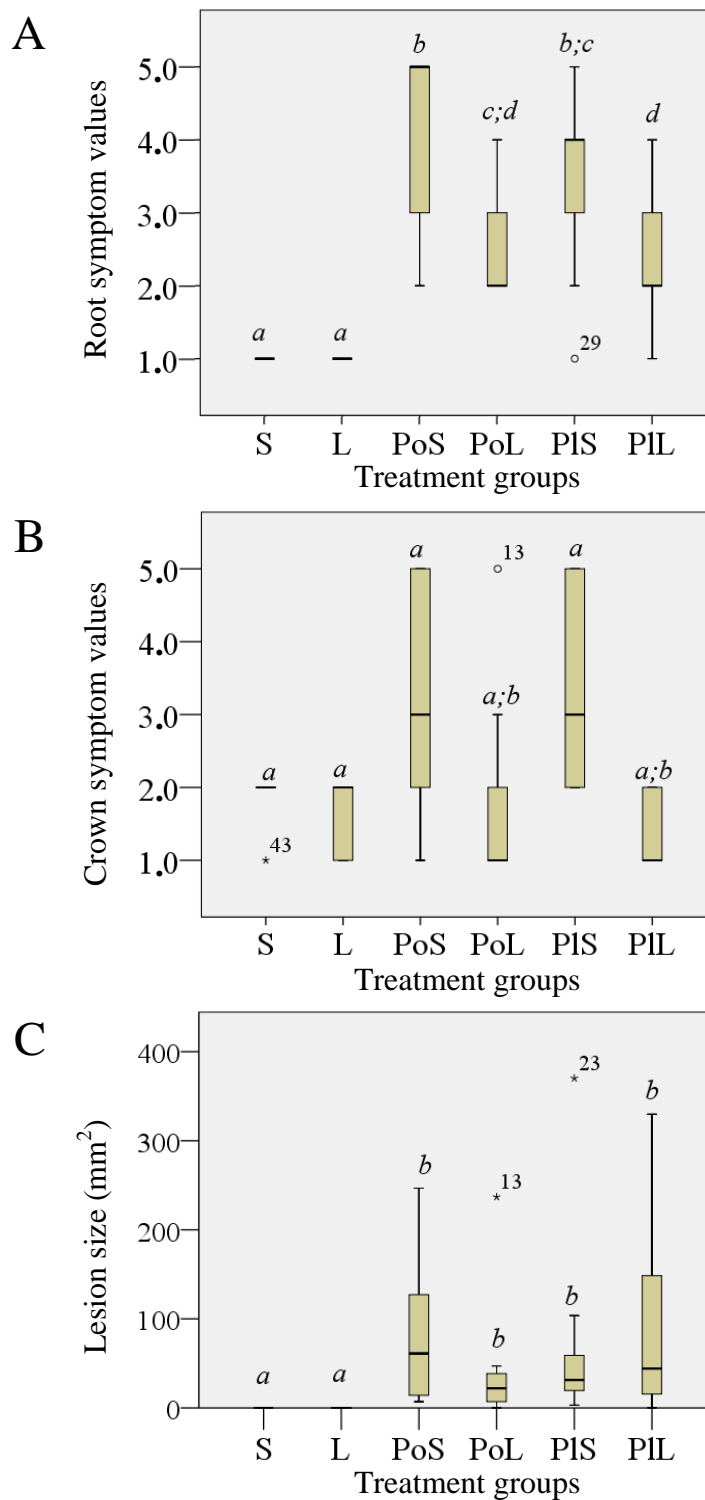 A
Root symptom values
5.0
4.0
3.0
2.0
1.0
a
a
b
c;d
b;c
d
29
S L PoS PoL PlS PlL
Treatment groups
B
Crown symptom values
5.0
4.0
3.0
2.0
1.0
a
a
a
a;b
a
a;b
43
13
S L PoS PoL PlS PlL
Treatment groups
C
Lesion size (mm²)
400
300
200
100
0
a
a
b
b
b
b
13
23
S L PoS PoL PlS PlL
Treatment groups